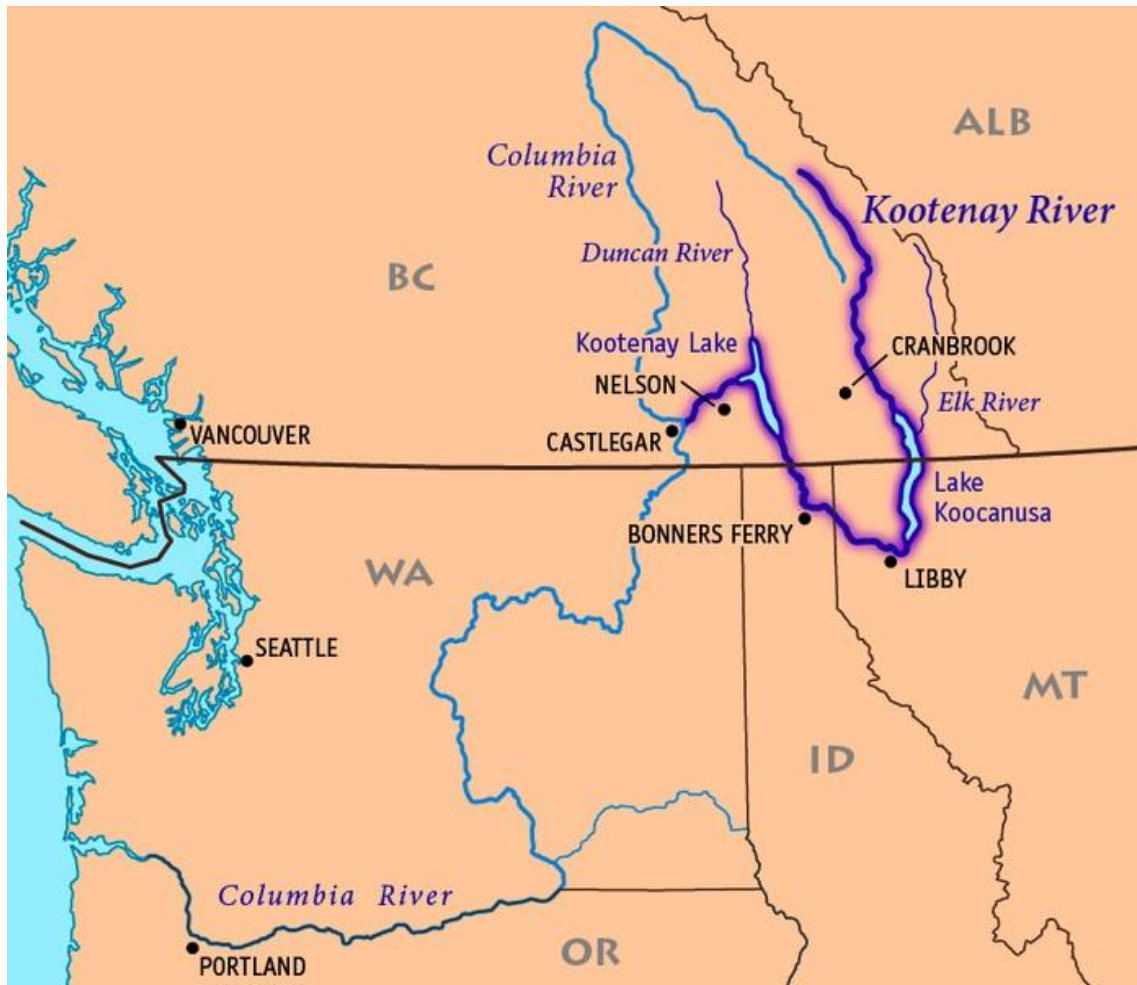 ALB
Columbia
River
Kootenay River
Duncan River
BC
Kootenay Lake
CRANBROOK
NELSON
Elk River
VANCOUVER
CASTLEGAR
Lake
Koocanusa
BONNERS FERRY
WA
LIBBY
SEATTLE
MT
ID
Columbia River
OR
PORTLAND